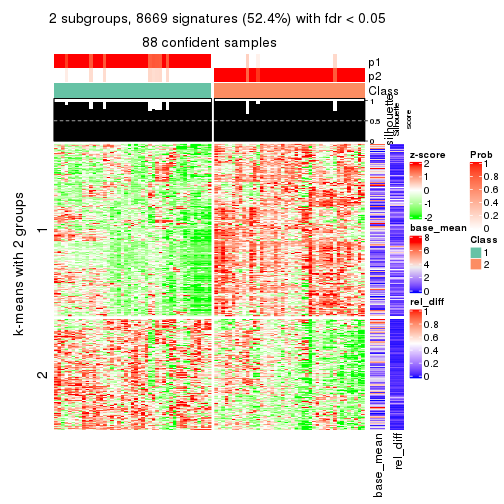 2 subgroups, 8669 signatures (52.4%) with fdr < 0.05
88 confident samples
p1
p2
Class
1
0.5
0
silhouette
Silhouette
score
k-means with 2 groups
1
2
base_mean
rel_diff
z-score
2
1
0
-1
-2
base_mean
8
6
4
2
0
rel_diff
1
0.8
0.6
0.4
0.2
0
Prob
1
0.8
0.6
0.4
0.2
0
Class
1
2